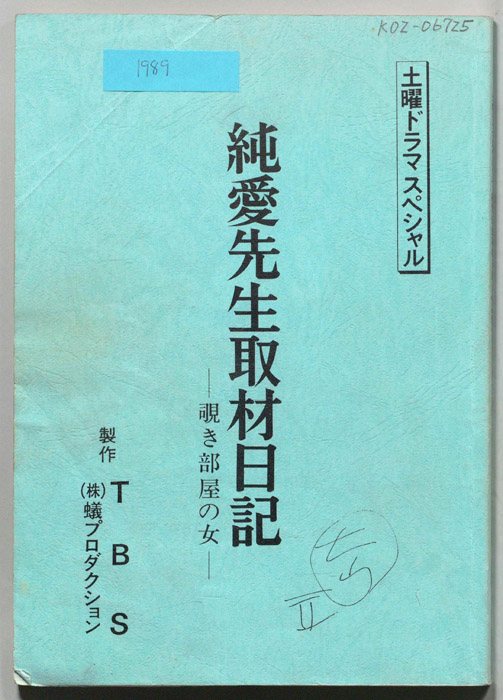 KOZ-06725
1989
土曜ドラマスペシャル
純愛先生取材日記
―覗き部屋の女―
製作
TBS
(株)蟻プロダクション
II